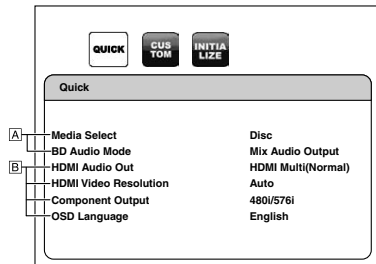 QUICK
CUS
TOM
INITIA
LIZE
Quick
A
Media Select Disc
BD Audio Mode Mix Audio Output
B
HDMI Audio Out HDMI Multi(Normal)
HDMI Video Resolution Auto
Component Output 480i/576i
OSD Language English